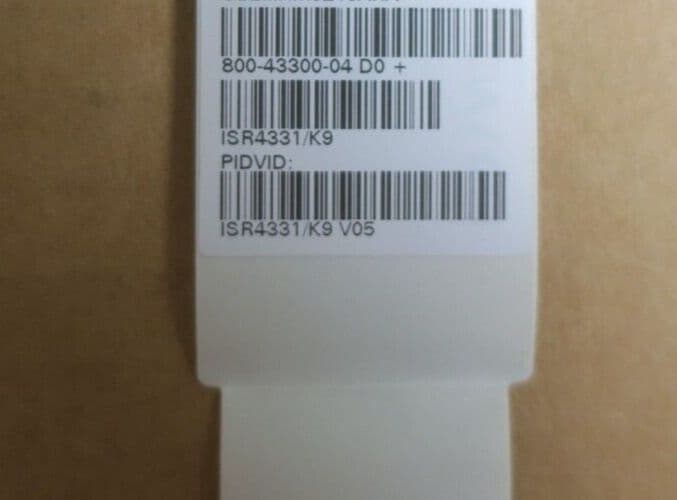 800-43300-04 D0 +
ISR4331/K9
PIDVID:
ISR4331/K9 V05